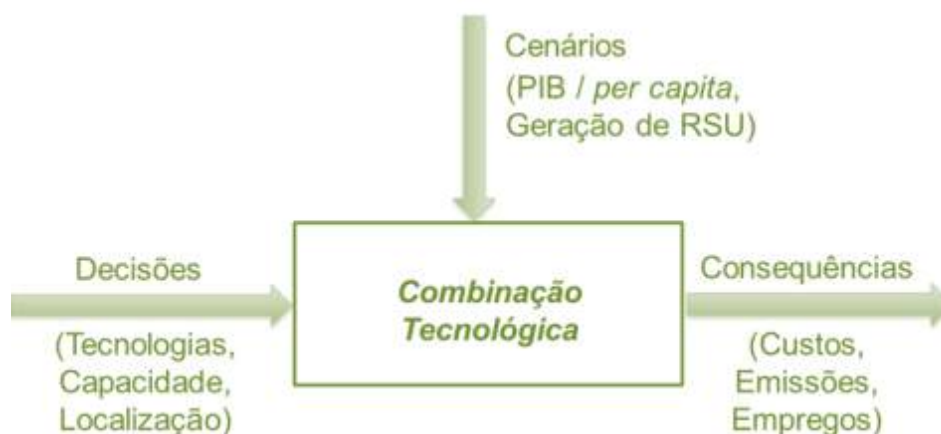 Cenários
(PIB / per capita,
Geração de RSU)
Decisões
(Tecnologias,
Capacidade,
Localização)
Combinação
Tecnológica
Consequências
(Custos,
Emissões,
Empregos)